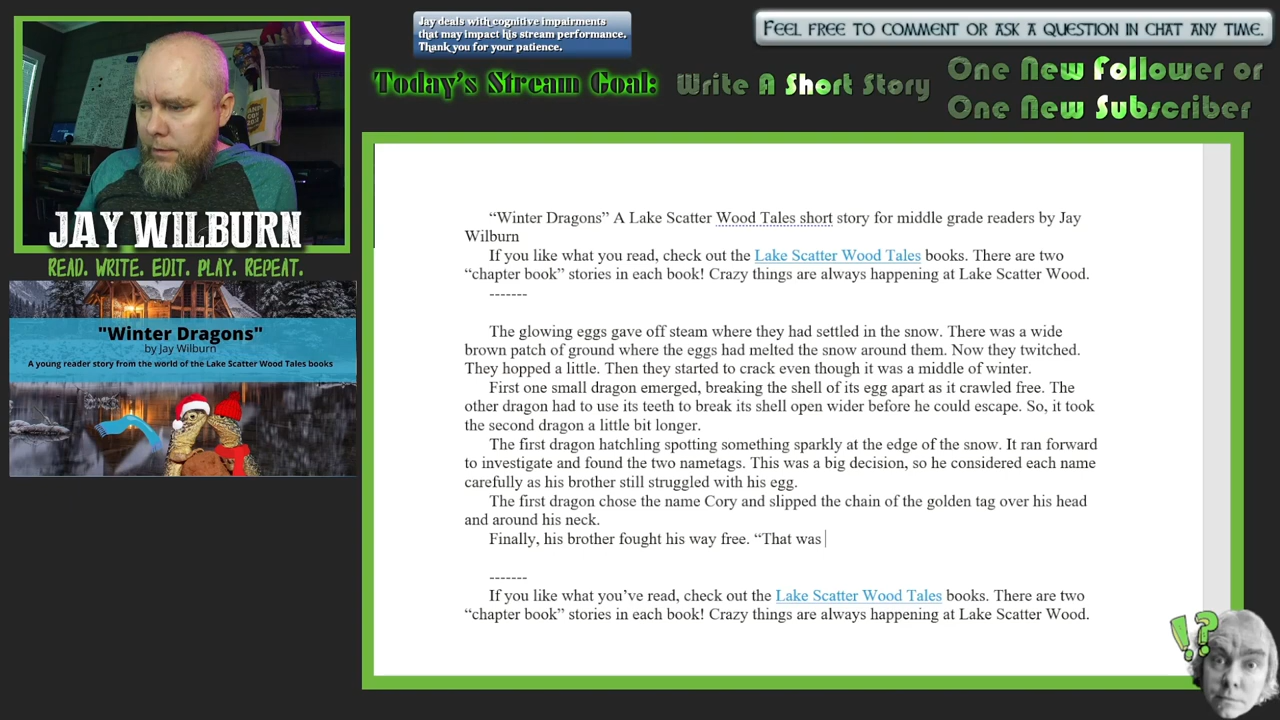 Jay deals with cognitive impairments
that may impact his stream performance.
Thank you for your patience.
Feel free to comment or ask a question in chat any time.
Today's Stream Goal:
Write A Short Story
One New Follower or
One New Subscriber
JAY WILBURN
READ. WRITE. EDIT. PLAY. REPEAT.
"Winter Dragons"
by Jay Wilburn
A young reader story from the world of the Lake Scatter Wood Tales books
“Winter Dragons” A Lake Scatter Wood Tales short story for middle grade readers by Jay
Wilburn
If you like what you read, check out the Lake Scatter Wood Tales books. There are two
“chapter book” stories in each book! Crazy things are always happening at Lake Scatter Wood.
-------
The glowing eggs gave off steam where they had settled in the snow. There was a wide
brown patch of ground where the eggs had melted the snow around them. Now they twitched.
They hopped a little. Then they started to crack even though it was a middle of winter.
First one small dragon emerged, breaking the shell of its egg apart as it crawled free. The
other dragon had to use its teeth to break its shell open wider before he could escape. So, it took
the second dragon a little bit longer.
The first dragon hatchling spotting something sparkly at the edge of the snow. It ran forward
to investigate and found the two nametags. This was a big decision, so he considered each name
carefully as his brother still struggled with his egg.
The first dragon chose the name Cory and slipped the chain of the golden tag over his head
and around his neck.
Finally, his brother fought his way free. “That was
-------
If you like what you’ve read, check out the Lake Scatter Wood Tales books. There are two
“chapter book” stories in each book! Crazy things are always happening at Lake Scatter Wood.
!?